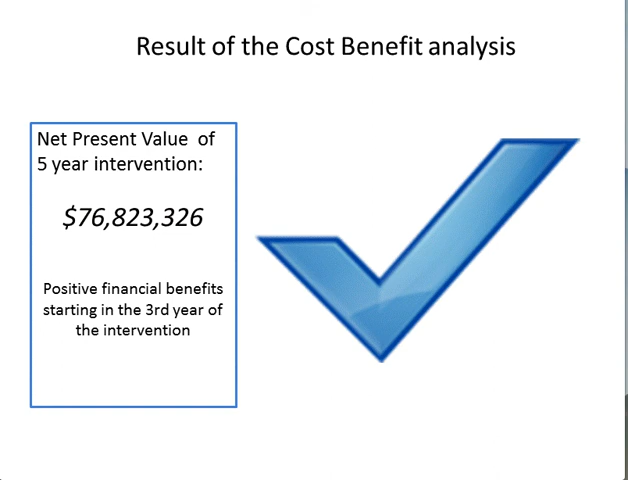 Result of the Cost Benefit analysis
Net Present Value of
5 year intervention:
$76,823,326
Positive financial benefits
starting in the 3rd year of
the intervention